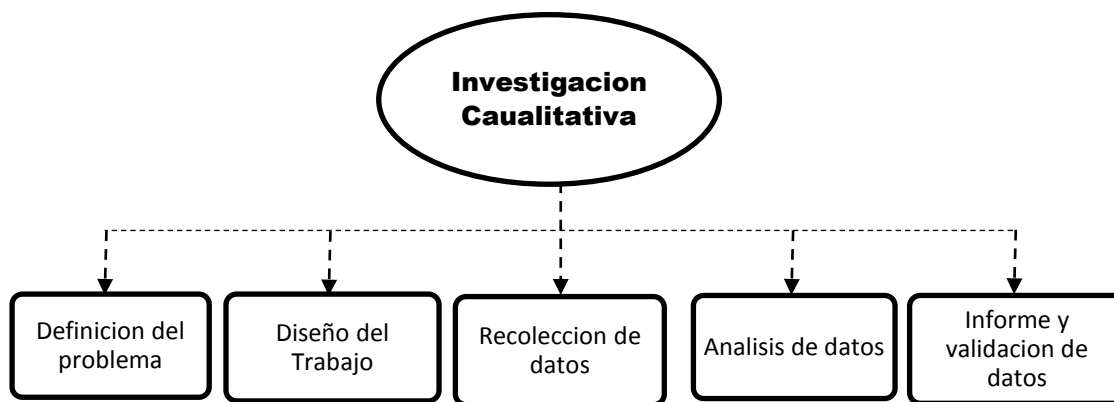 Investigacion
Caualitativa
Definicion del
problema
Diseño del
Trabajo
Recoleccion de
datos
Analisis de datos
Informe y
validacion de
datos